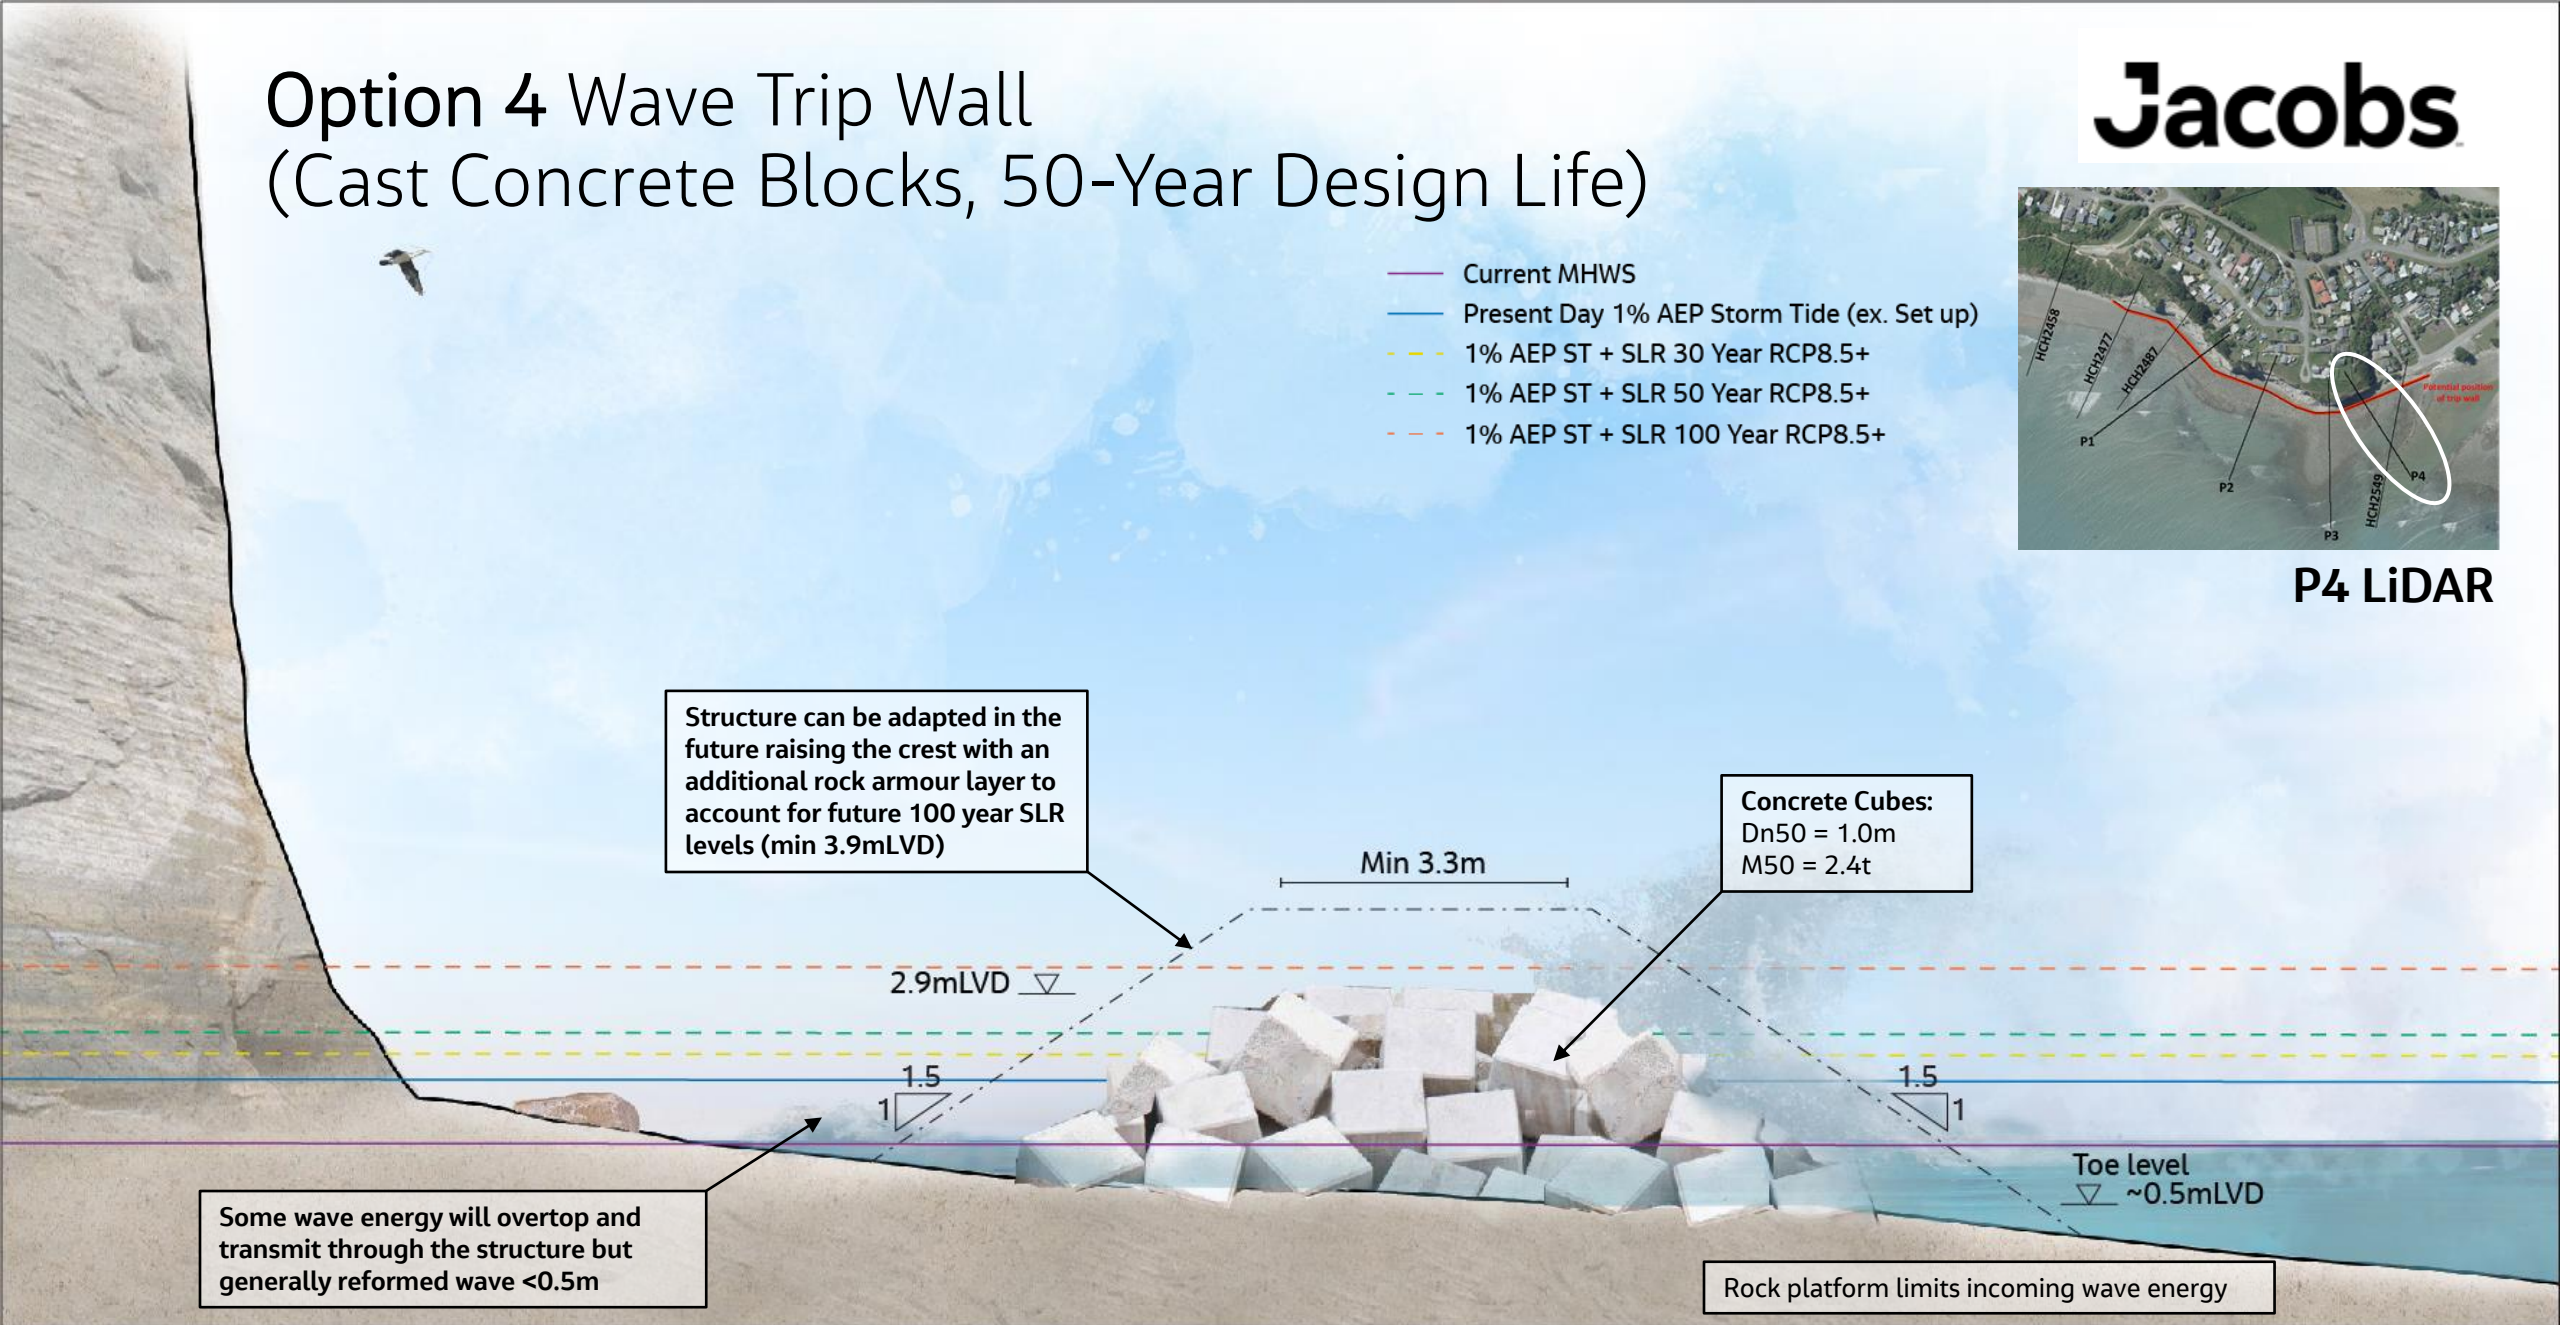 Option 4 Wave Trip Wall
(Cast Concrete Blocks, 50-Year Design Life)
Jacobs
Current MHWS
Present Day 1% AEP Storm Tide (ex. Set up)
1% AEP ST + SLR 30 Year RCP8.5+
1% AEP ST + SLR 50 Year RCP8.5+
1% AEP ST + SLR 100 Year RCP8.5+
HCH2458
HCH2477
HCH2487
Potential position
of trip wall
P1
P2
P3
HCH2549
P4
P4 LiDAR
Structure can be adapted in the
future raising the crest with an
additional rock armour layer to
account for future 100 year SLR
levels (min 3.9mLVD)
Concrete Cubes:
Dn50 = 1.0m
M50 = 2.4t
Min 3.3m
2.9mLVD
1.5
1
1.5
1
Toe level
~0.5mLVD
Some wave energy will overtop and
transmit through the structure but
generally reformed wave <0.5m
Rock platform limits incoming wave energy